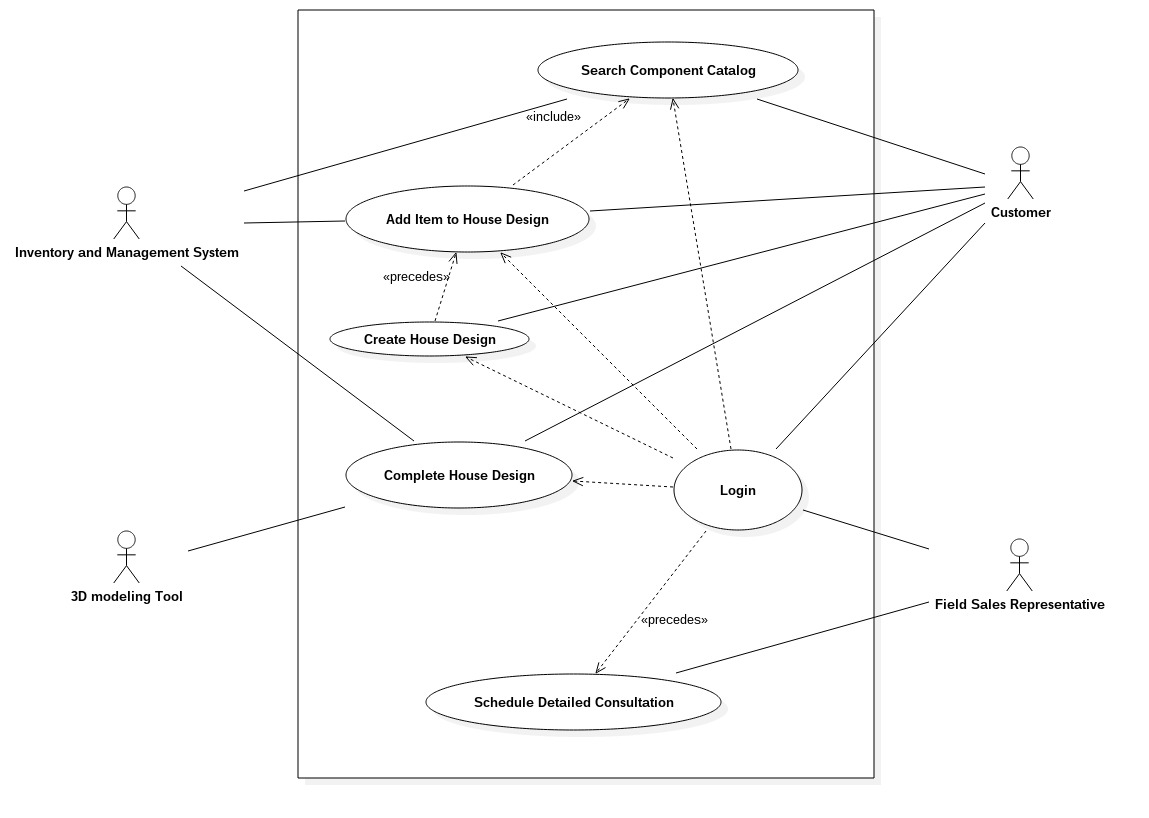 Search Component Catalog
«include»
Customer
Add Item to House Design
Inventory and Management System
«precedes»
Create House Design
Complete House Design
Login
3D modeling Tool
Field Sales Representative
«precedes»
Schedule Detailed Consultation